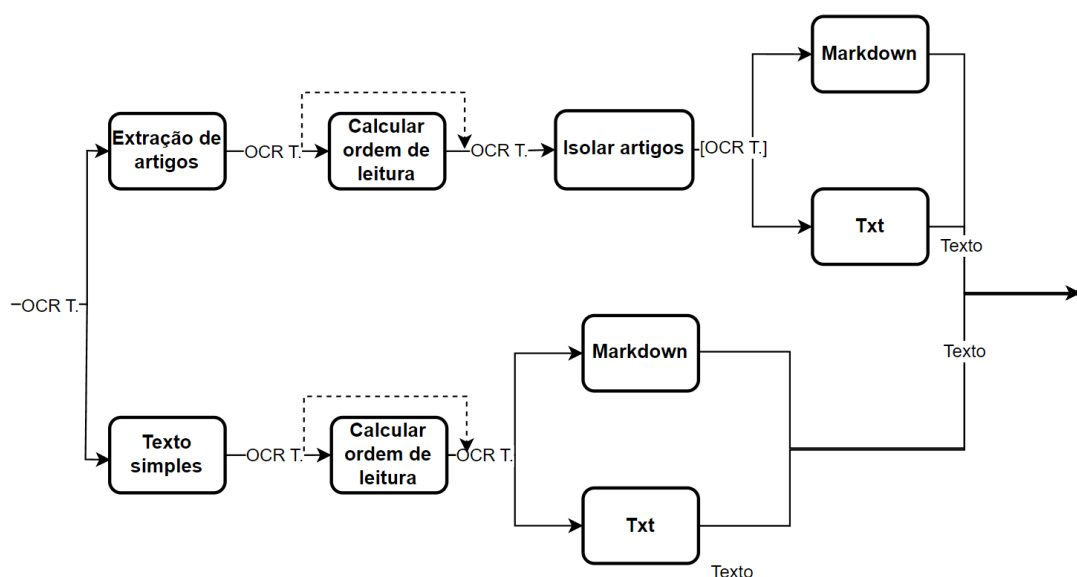 Markdown
Extração de
artigos
OCR T.
Calcular
ordem de
leitura
OCR T.
Isolar artigos
[OCR T.]
Txt
Texto
OCR T.
Texto
Markdown
Texto
simples
OCR T.
Calcular
ordem de
leitura
OCR T.
Txt
Texto